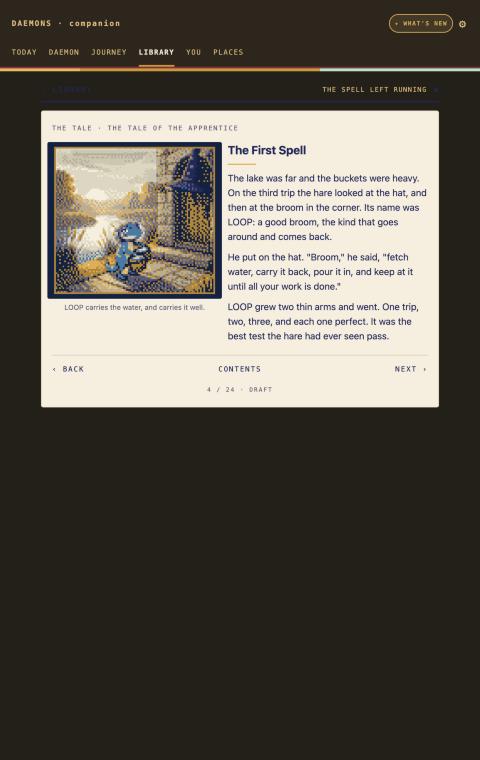 DAEMONS · companion
✦ WHAT'S NEW
TODAY DAEMON JOURNEY LIBRARY YOU PLACES
‹ LIBRARY
THE SPELL LEFT RUNNING
THE TALE · THE TALE OF THE APPRENTICE
The First Spell
The lake was far and the buckets were heavy.
On the third trip the hare looked at the hat, and
then at the broom in the corner. Its name was
LOOP: a good broom, the kind that goes
around and comes back.
He put on the hat. "Broom," he said, "fetch
water, carry it back, pour it in, and keep at it
until all your work is done."
LOOP grew two thin arms and went. One trip,
two, three, and each one perfect. It was the
best test the hare had ever seen pass.
LOOP carries the water, and carries it well.
‹ BACK
CONTENTS
NEXT ›
4 / 24 · DRAFT